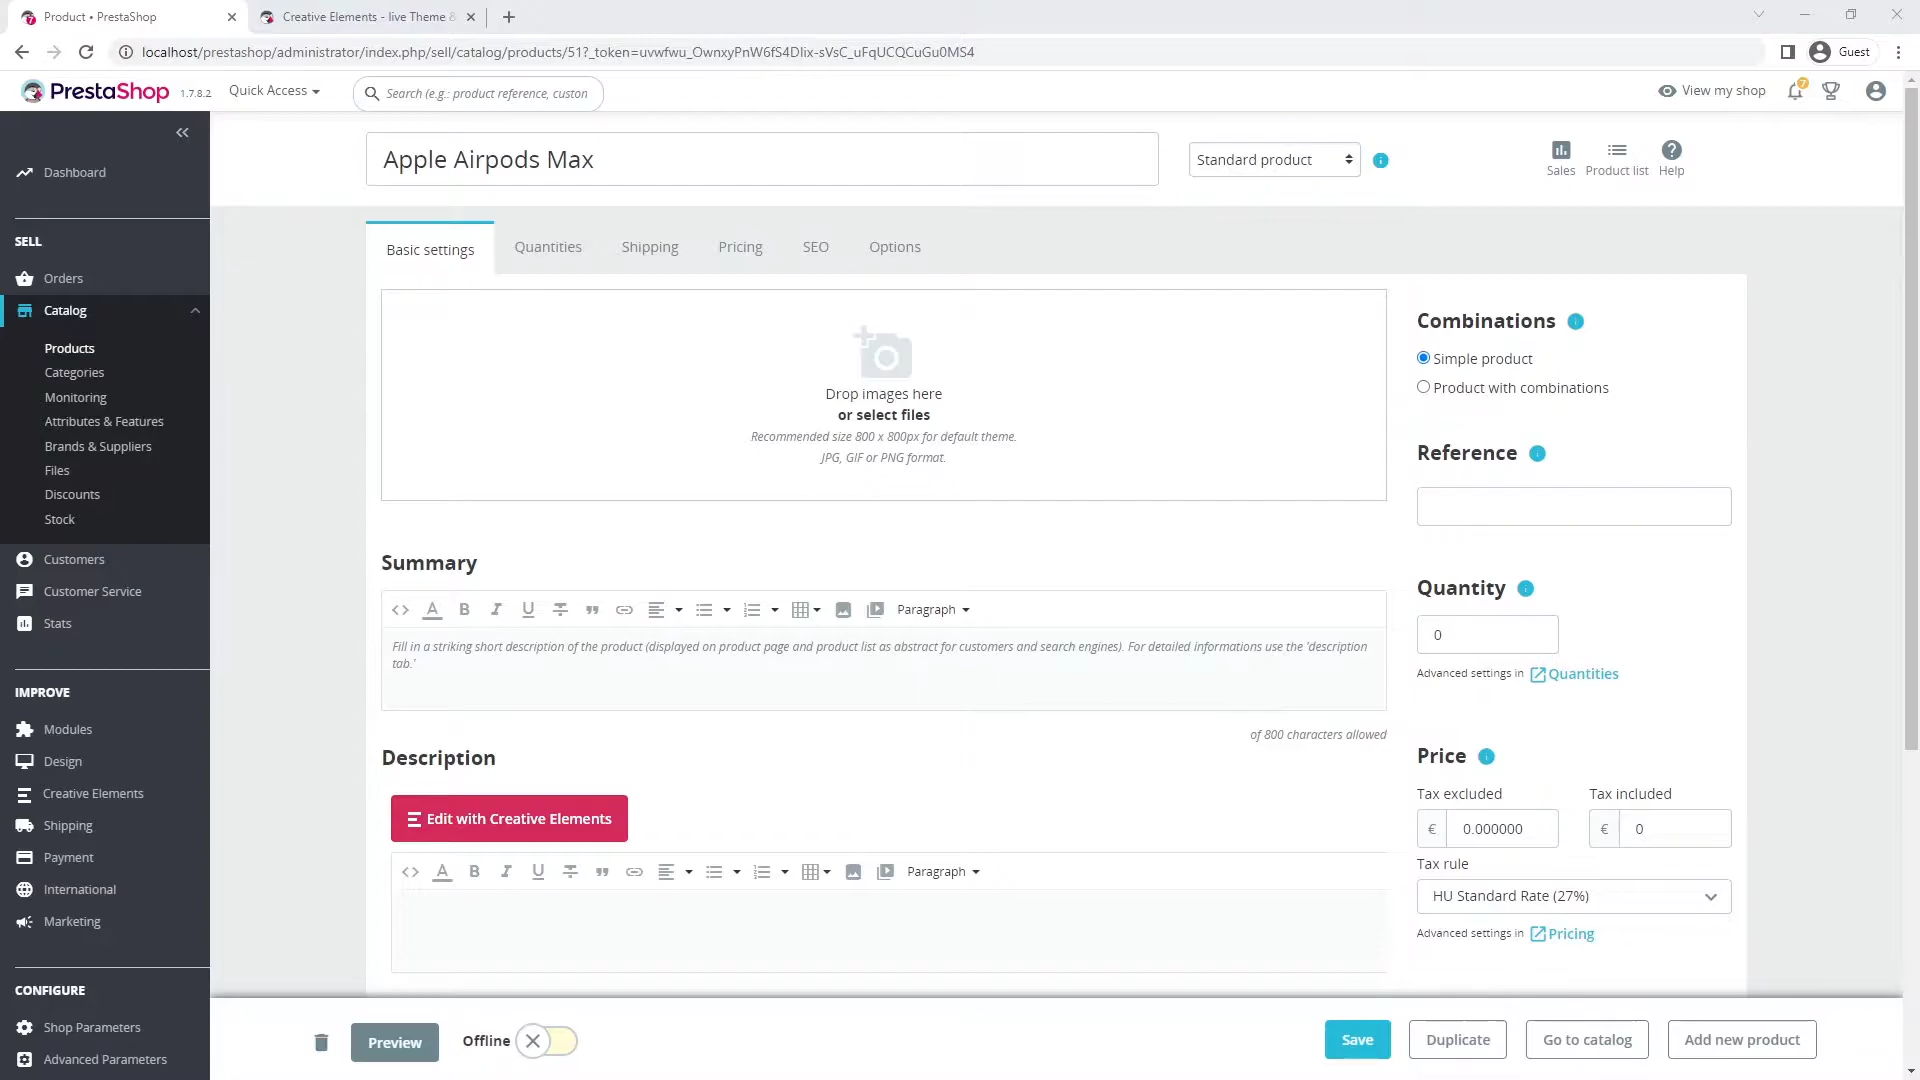 Product • PrestaShop
Creative Elements - live Theme &
localhost/prestashop/administrator/index.php/sell/catalog/products/51?_token=uvwfwu_OwnxyPnW6fS4DIix-sVsC_uFqUCQCuGu0MS4
Guest
PrestaShop 1.7.8.2
Quick Access
Search (e.g.: product reference, custon
View my shop
7
Apple Airpods Max
Standard product
Sales
Product list
Help
Dashboard
SELL
Orders
Catalog
Products
Categories
Monitoring
Attributes & Features
Brands & Suppliers
Files
Discounts
Stock
Customers
Customer Service
Stats
IMPROVE
Modules
Design
Creative Elements
Shipping
Payment
International
Marketing
CONFIGURE
Shop Parameters
Advanced Parameters
Basic settings
Quantities
Shipping
Pricing
SEO
Options
Drop images here
or select files
Recommended size 800 x 800px for default theme.
JPG, GIF or PNG format.
Summary
Paragraph
Fill in a striking short description of the product (displayed on product page and product list as abstract for customers and search engines). For detailed informations use the 'description
tab.'
of 800 characters allowed
Description
Edit with Creative Elements
Paragraph
Combinations
Simple product
Product with combinations
Reference
Quantity
0
Advanced settings in Quantities
Price
Tax excluded
Tax included
€ 0.000000
€ 0
Tax rule
HU Standard Rate (27%)
Advanced settings in Pricing
Preview
Offline
Save
Duplicate
Go to catalog
Add new product